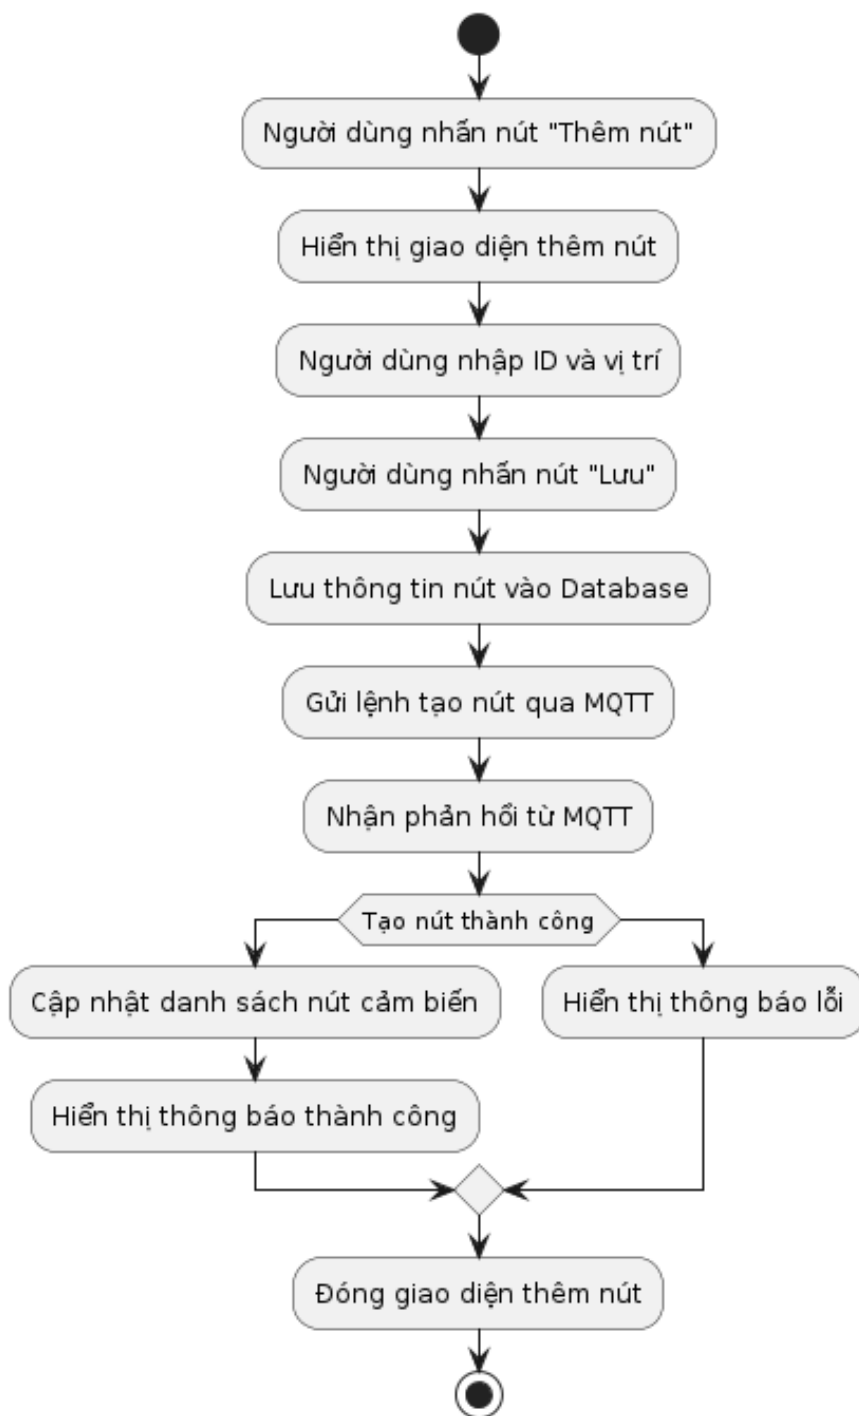 Người dùng nhấn nút "Thêm nút"
Hiển thị giao diện thêm nút
Người dùng nhập ID và vị trí
Người dùng nhấn nút "Lưu"
Lưu thông tin nút vào Database
Gửi lệnh tạo nút qua MQTT
Nhận phản hồi từ MQTT
Tạo nút thành công
Cập nhật danh sách nút cảm biến
Hiển thị thông báo lỗi
Hiển thị thông báo thành công
Đóng giao diện thêm nút